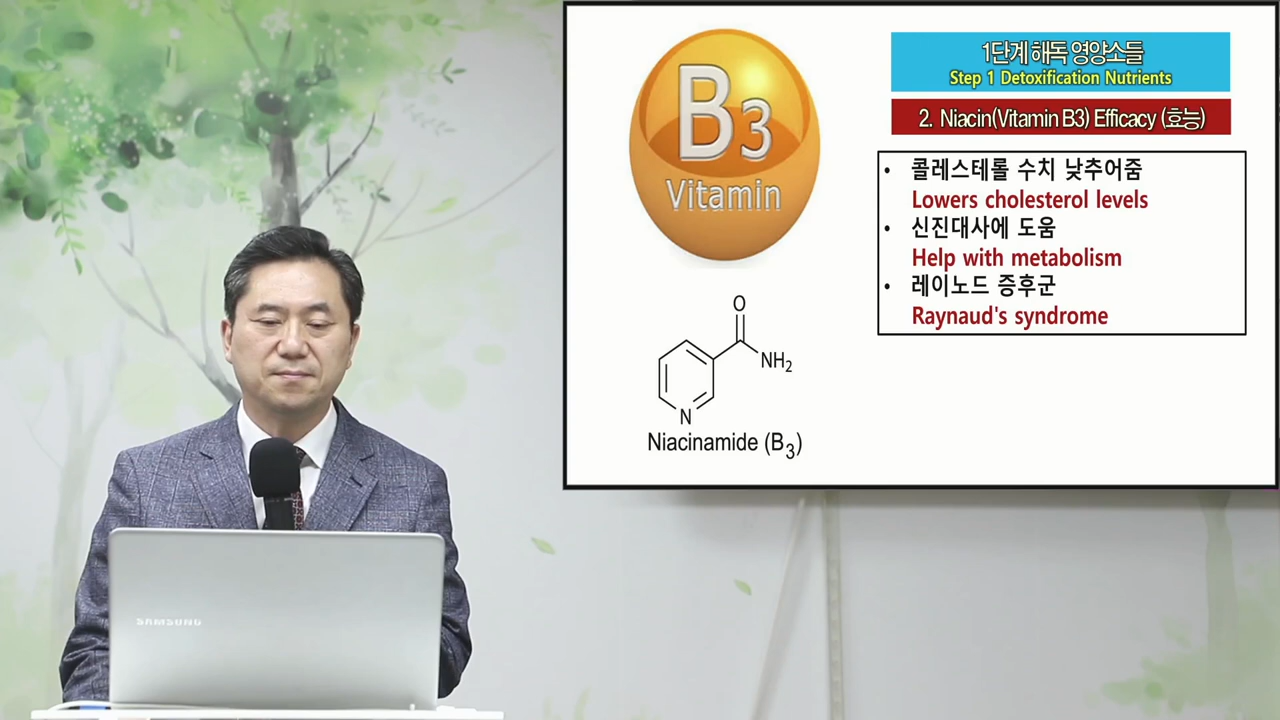 B3
Vitamin
O
NH2
N
Niacinamide (B3)
1단계 해독 영양소들
Step 1 Detoxification Nutrients
2. Niacin(Vitamin B3) Efficacy (효능)
• 콜레스테롤 수치 낮추어줌
Lowers cholesterol levels
• 신진대사에 도움
Help with metabolism
• 레이노드 증후군
Raynaud's syndrome
SAMSUNG